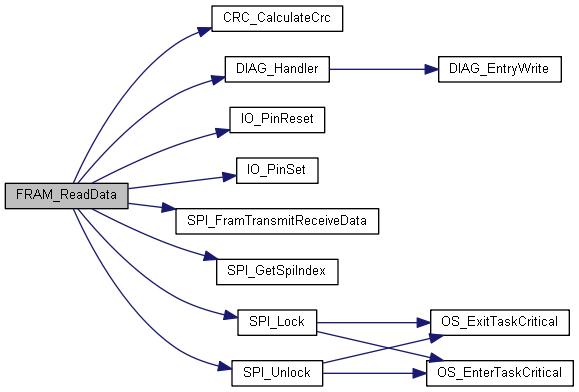 CRC_CalculateCrc
DIAG_Handler
DIAG_EntryWrite
IO_PinReset
IO_PinSet
FRAM_ReadData
SPI_FramTransmitReceiveData
SPI_GetSpiIndex
SPI_Lock
OS_ExitTaskCritical
SPI_Unlock
OS_EnterTaskCritical